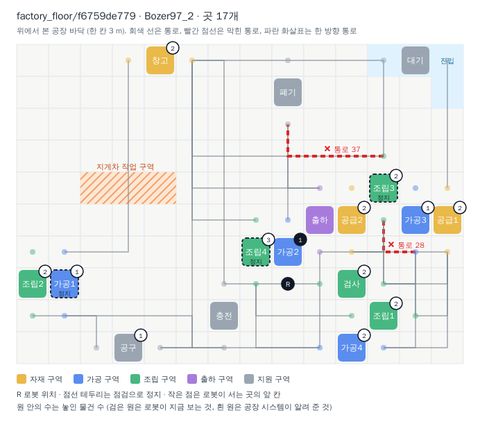 factory_floor/f6759de779 · Bozer97_2 · 곳 17개
위에서 본 공장 바닥 (한 칸 3 m). 회색 선은 통로, 빨간 점선은 막힌 통로, 파란 화살표는 한 방향 통로
창고 2
대기
진입
폐기
✕ 통로 37
지게차 작업 구역
조립3 2
정지
출하
공급2 2
가공3 1
공급1 2
조립4 3
정지
가공2 1
✕ 통로 28
조립2 2
가공1 1
정지
R
검사 2
충전
조립1 2
공구 1
가공4 2
자재 구역
가공 구역
조립 구역
출하 구역
지원 구역
R 로봇 위치 · 점선 테두리는 점검으로 정지 · 작은 점은 로봇이 서는 곳의 앞 칸
원 안의 수는 놓인 물건 수 (검은 원은 로봇이 지금 보는 것, 흰 원은 공장 시스템이 알려 준 것)